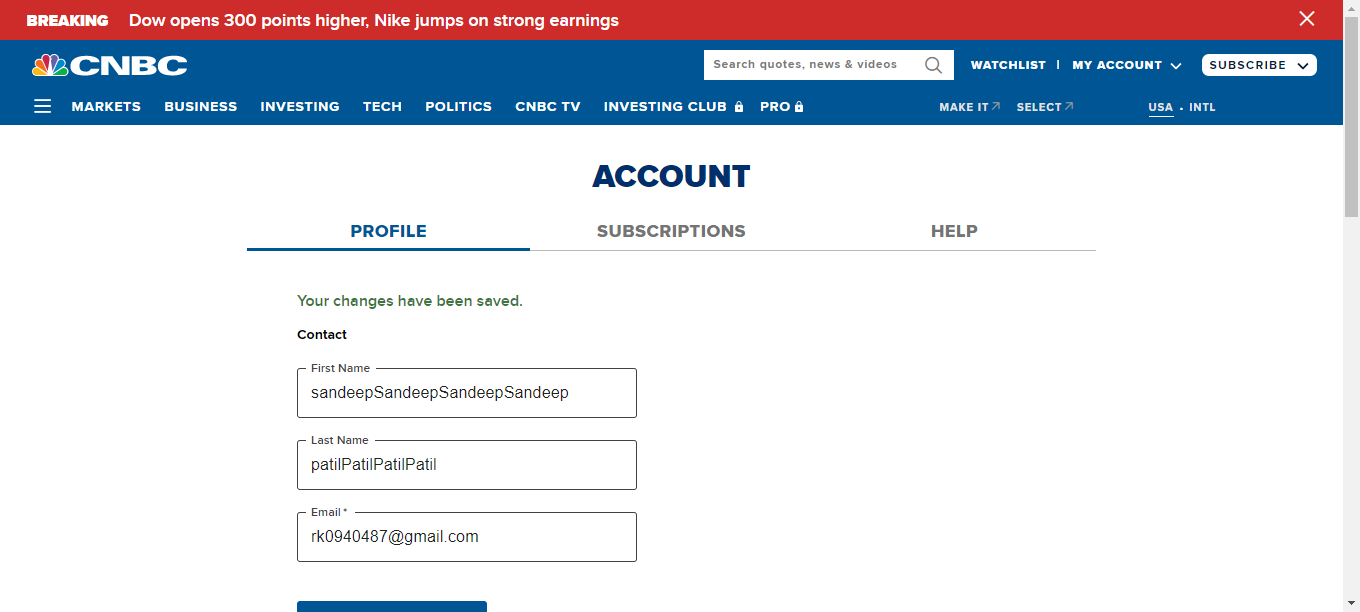 BREAKING Dow opens 300 points higher, Nike jumps on strong earnings
CNBC
Search quotes, news & videos
WATCHLIST | MY ACCOUNT
SUBSCRIBE
MARKETS BUSINESS INVESTING TECH POLITICS CNBC TV INVESTING CLUB PRO
MAKE IT SELECT USA • INTL
ACCOUNT
PROFILE SUBSCRIPTIONS HELP
Your changes have been saved.
Contact
First Name
sandeepSandeepSandeepSandeep
Last Name
patilPatilPatilPatil
Email *
rk0940487@gmail.com